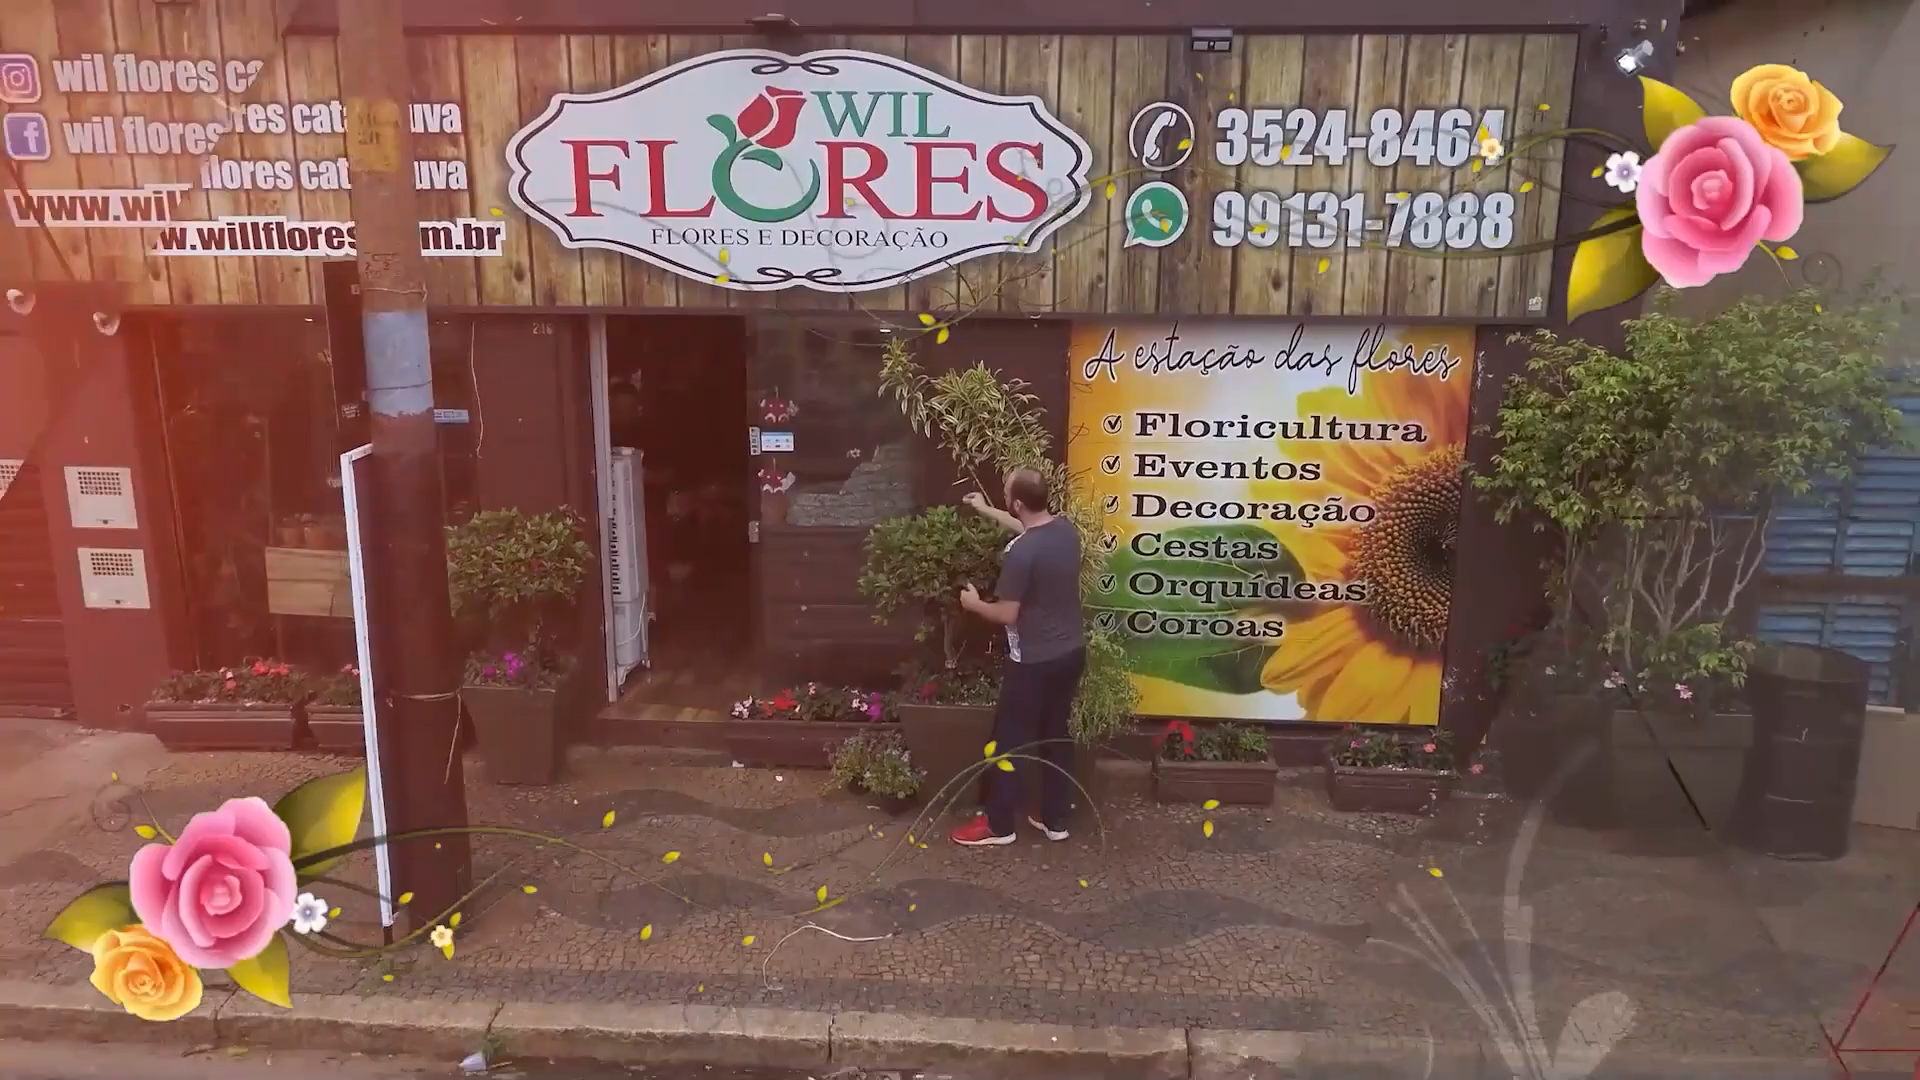 wil flores ca
wil flores
www.wil
res cat uva
flores cat uva
w.willflores m.br
WIL
FLORES
FLORES E DECORAÇÃO
3524-8464
99131-7888
216
A estação das flores
Floricultura
Eventos
Decoração
Cestas
Orquídeas
Coroas